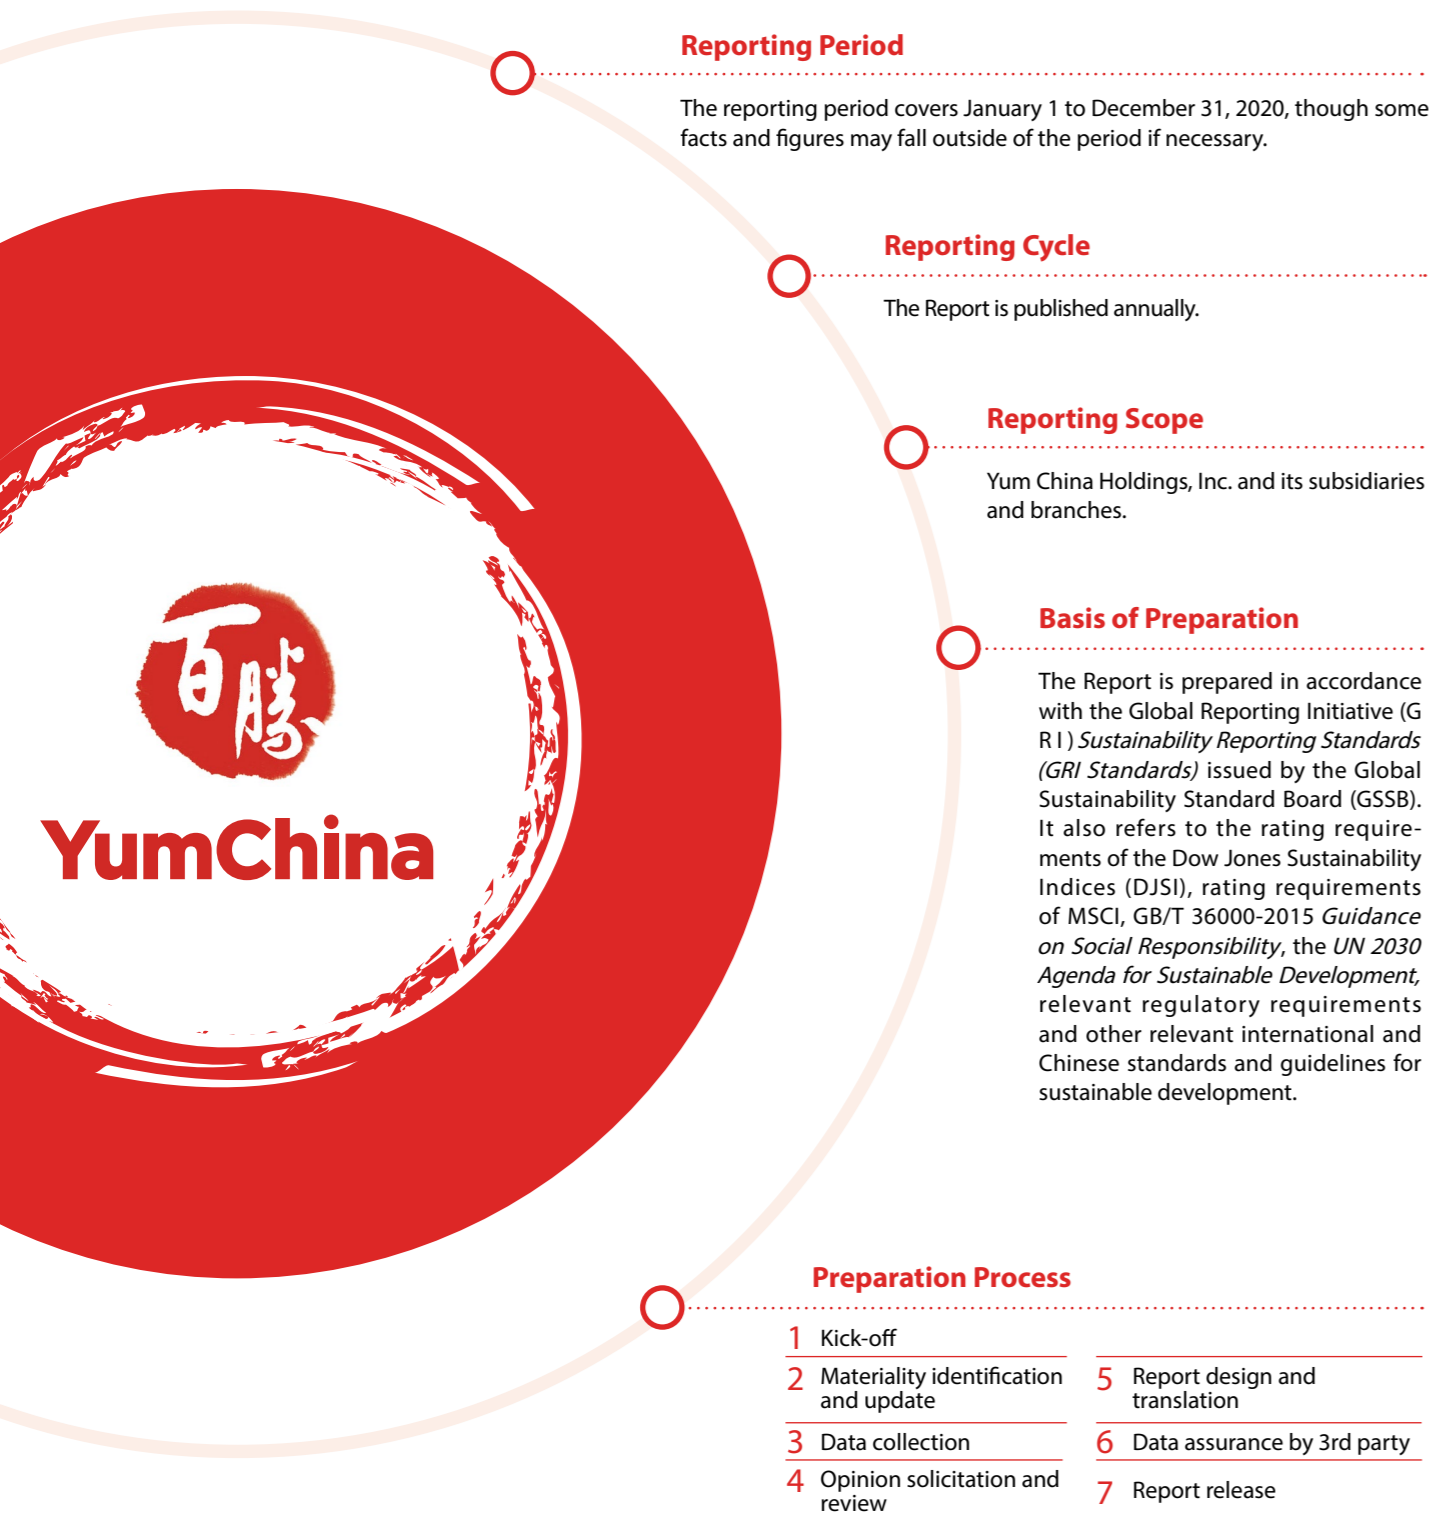 Reporting Period
The reporting period covers January 1 to December 31, 2020, though some
facts and figures may fall outside of the period if necessary.
Reporting Cycle
The Report is published annually.
Reporting Scope
Yum China Holdings, Inc. and its subsidiaries
and branches.
百勝
YumChina
Basis of Preparation
The Report is prepared in accordance
with the Global Reporting Initiative (G
R I ) Sustainability Reporting Standards
(GRI Standards) issued by the Global
Sustainability Standard Board (GSSB).
It also refers to the rating require-
ments of the Dow Jones Sustainability
Indices (DJSI), rating requirements
of MSCI, GB/T 36000-2015 Guidance
on Social Responsibility, the UN 2030
Agenda for Sustainable Development,
relevant regulatory requirements
and other relevant international and
Chinese standards and guidelines for
sustainable development.
Preparation Process
1 Kick-off
2 Materiality identification
and update
3 Data collection
4 Opinion solicitation and
review
5 Report design and
translation
6 Data assurance by 3rd party
7 Report release